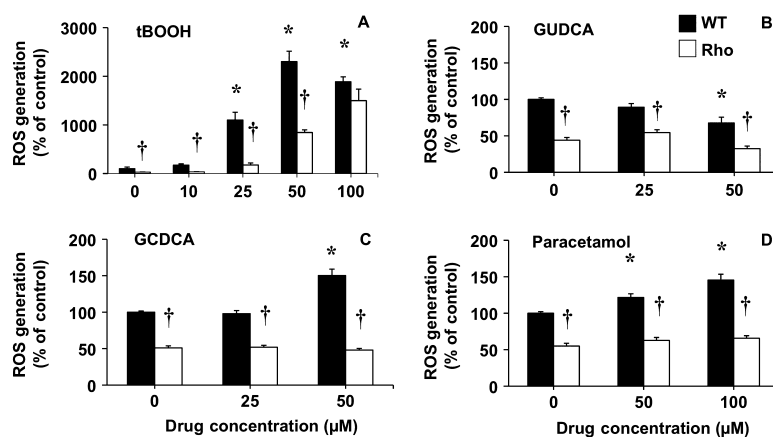 tBOOH
A
ROS generation
(% of control)
3000
2000
1000
0
*
*
*
†
†
†
†
0
10
25
50
100
GUDCA
B
WT
Rho
ROS generation
(% of control)
200
150
100
50
0
*
†
†
†
0
25
50
GCDCA
C
ROS generation
(% of control)
200
150
100
50
0
*
†
†
†
0
25
50
Drug concentration (µM)
Paracetamol
D
ROS generation
(% of control)
200
150
100
50
0
*
*
†
†
†
0
50
100
Drug concentration (µM)